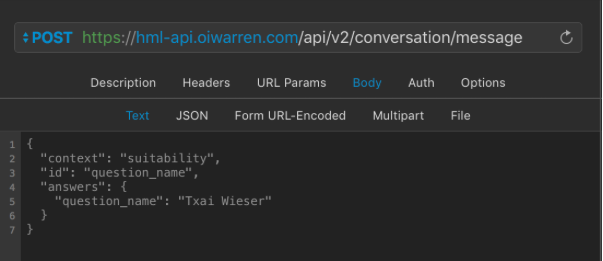 POST https://hml-api.oiwarren.com/api/v2/conversation/message
Description Headers URL Params Body Auth Options
Text JSON Form URL-Encoded Multipart File
1 {
2 "context": "suitability",
3 "id": "question_name",
4 "answers": {
5 "question_name": "Txai Wieser"
6 }
7 }